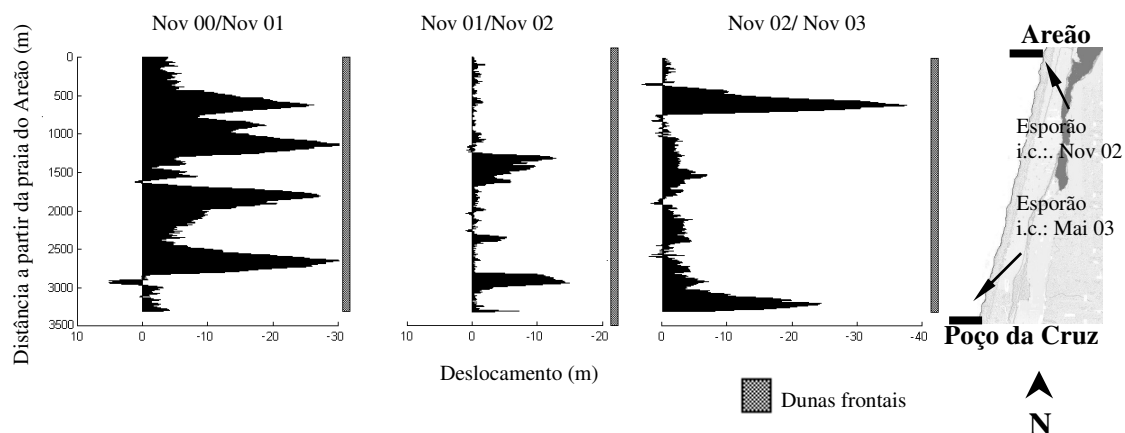 Nov 00/Nov 01
Nov 01/Nov 02
Nov 02/ Nov 03
Distância a partir da praia do Areão (m)
0
500
1000
1500
2000
2500
3000
3500
10 0 -10 -20 -30
10 0 -10 -20
0 -10 -20 -30 -40
Deslocamento (m)
Dunas frontais
Areão
Esporão
i.c.:. Nov 02
Esporão
i.c.: Mai 03
Poço da Cruz
N